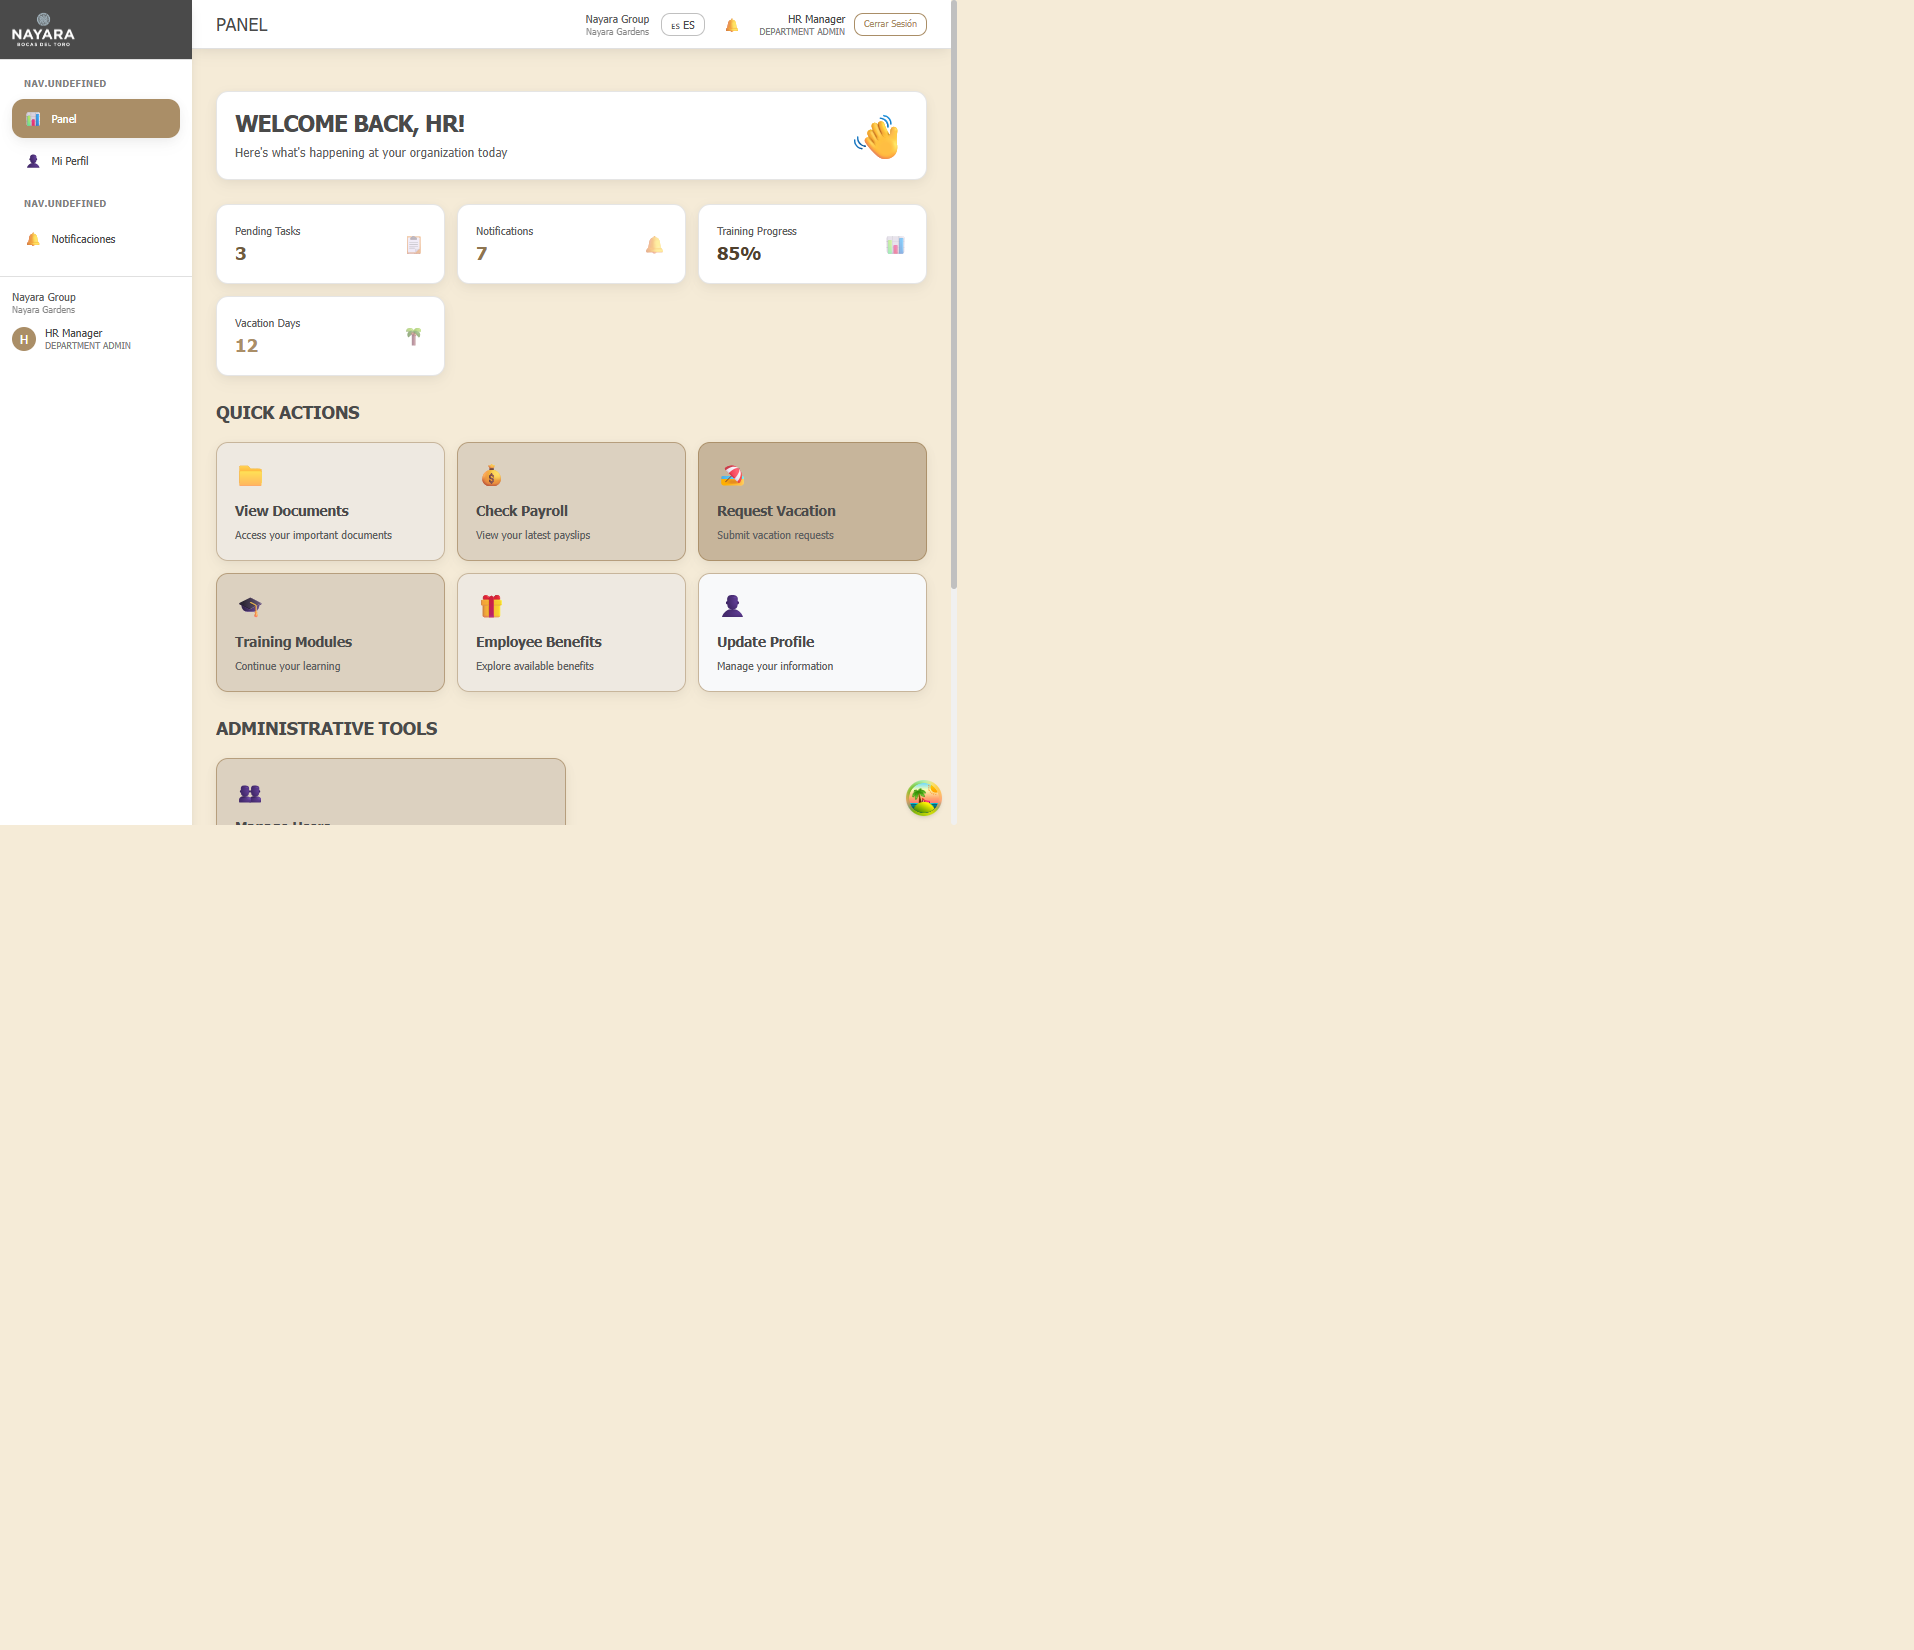 NAYARA
BOCAS DEL TORO
NAV.UNDEFINED
Panel
Mi Perfil
NAV.UNDEFINED
Notificaciones
Nayara Group
Nayara Gardens
H
HR Manager
DEPARTMENT ADMIN
PANEL
Nayara Group
Nayara Gardens
ES ES
HR Manager
DEPARTMENT ADMIN
Cerrar Sesión
WELCOME BACK, HR!
Here's what's happening at your organization today
Pending Tasks
3
Notifications
7
Training Progress
85%
Vacation Days
12
QUICK ACTIONS
View Documents
Access your important documents
Check Payroll
View your latest payslips
Request Vacation
Submit vacation requests
Training Modules
Continue your learning
Employee Benefits
Explore available benefits
Update Profile
Manage your information
ADMINISTRATIVE TOOLS
Manage Users